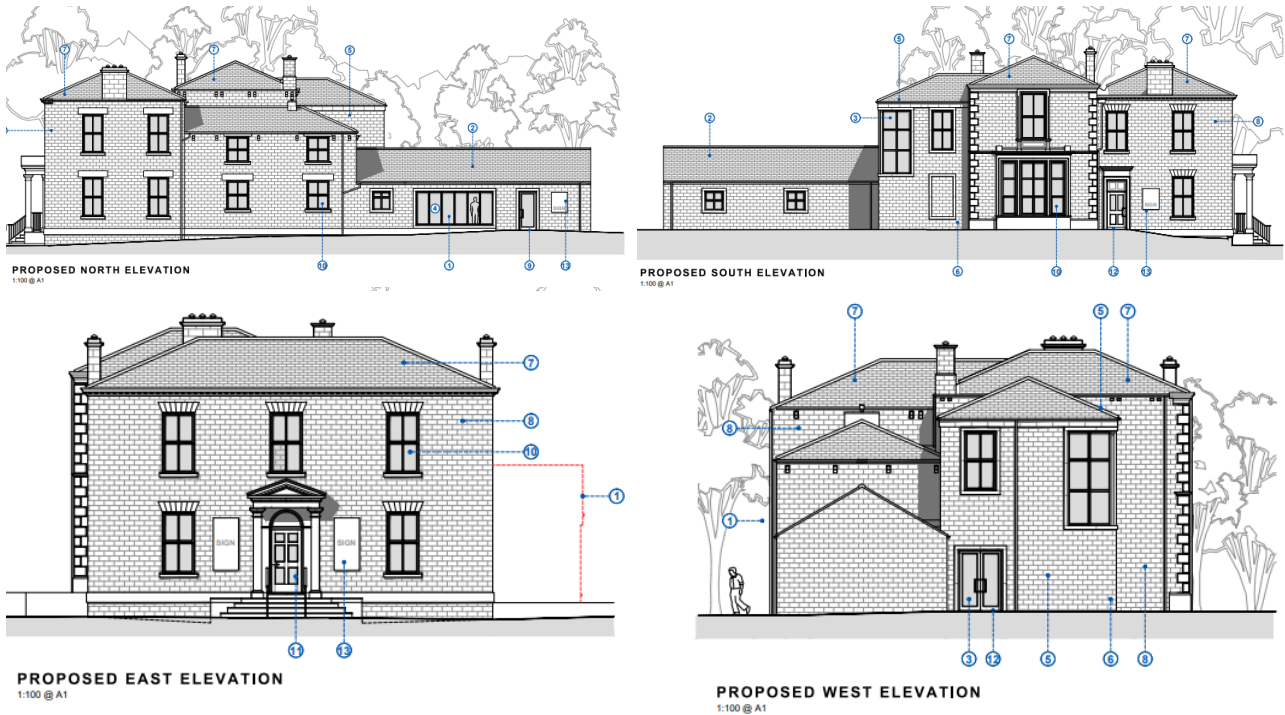 7
7
5
2
4
SIGN
10
1
9
13
PROPOSED NORTH ELEVATION
1:100 @ A1
5
7
7
3
2
8
SIGN
6
10
12
13
PROPOSED SOUTH ELEVATION
1:100 @ A1
7
8
10
1
SIGN
SIGN
11
13
PROPOSED EAST ELEVATION
1:100 @ A1
7
5
7
8
1
3
12
5
6
8
PROPOSED WEST ELEVATION
1:100 @ A1